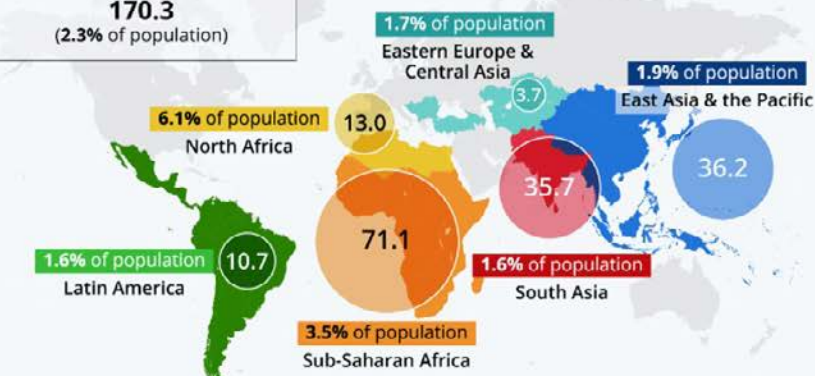 170.3
(2.3% of population)
1.7% of population
Eastern Europe &
Central Asia
3.7
1.9% of population
East Asia & the Pacific
36.2
6.1% of population
North Africa
13.0
35.7
71.1
1.6% of population
Latin America
10.7
1.6% of population
South Asia
3.5% of population
Sub-Saharan Africa